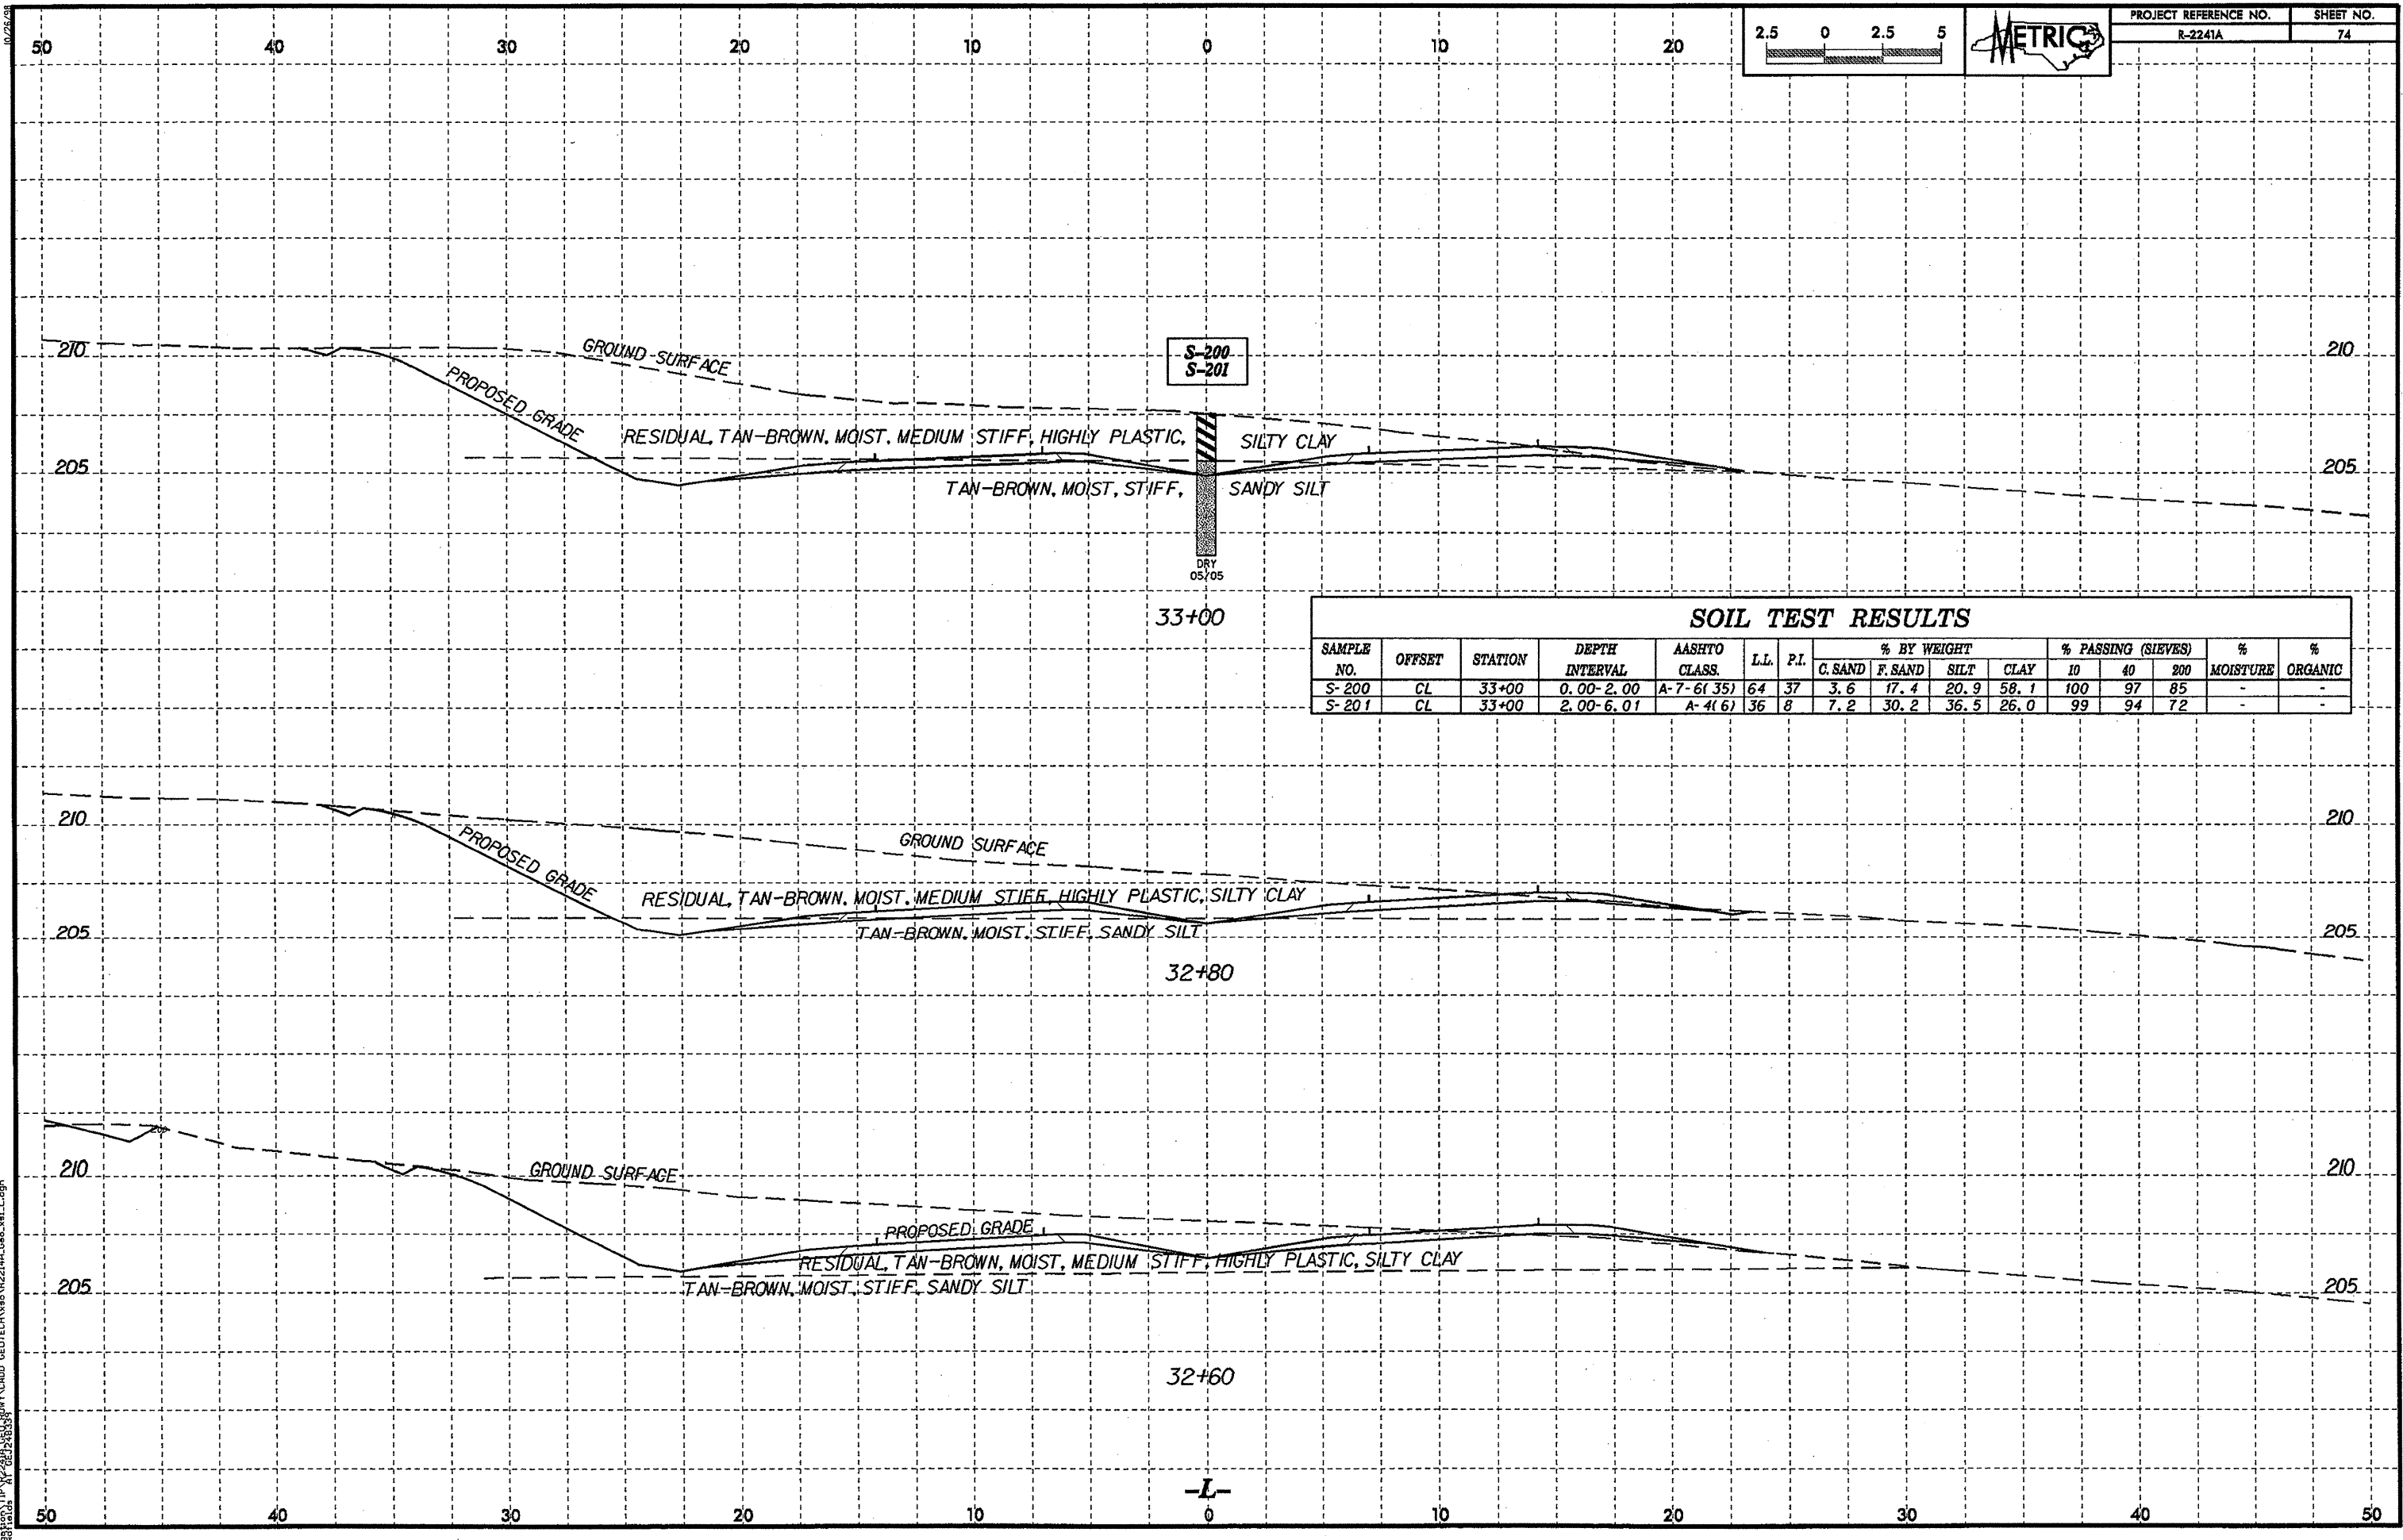 10/26/98
50 40 30 20 10 0 10 20
2.5 0 2.5 5
METRIC
PROJECT REFERENCE NO. SHEET NO.
R-2241A 74
210 GROUND SURFACE 210
S-200
S-201
PROPOSED GRADE
RESIDUAL, TAN-BROWN, MOIST, MEDIUM STIFF, HIGHLY PLASTIC, SILTY CLAY
205 205
TAN-BROWN, MOIST, STIFF, SANDY SILT
DRY
05/05
33+00
SOIL TEST RESULTS
SAMPLE NO. OFFSET STATION DEPTH INTERVAL AASHTO CLASS. L.L. P.I. % BY WEIGHT % PASSING (SIEVES) % MOISTURE % ORGANIC
C. SAND F. SAND SILT CLAY 10 40 200
S-200 CL 33+00 0.00-2.00 A-7-6(35) 64 37 3.6 17.4 20.9 58.1 100 97 85 - -
S-201 CL 33+00 2.00-6.01 A-4(6) 36 8 7.2 30.2 36.5 26.0 99 94 72 - -
210 210
PROPOSED GRADE
GROUND SURFACE
RESIDUAL, TAN-BROWN, MOIST, MEDIUM STIFF, HIGHLY PLASTIC, SILTY CLAY
205 205
TAN-BROWN, MOIST, STIFF, SANDY SILT
32+80
210 GROUND SURFACE 210
PROPOSED GRADE
RESIDUAL, TAN-BROWN, MOIST, MEDIUM STIFF, HIGHLY PLASTIC, SILTY CLAY
205 205
TAN-BROWN, MOIST, STIFF, SANDY SILT
32+60
-L-
50 40 30 20 10 0 10 20 30 40 50